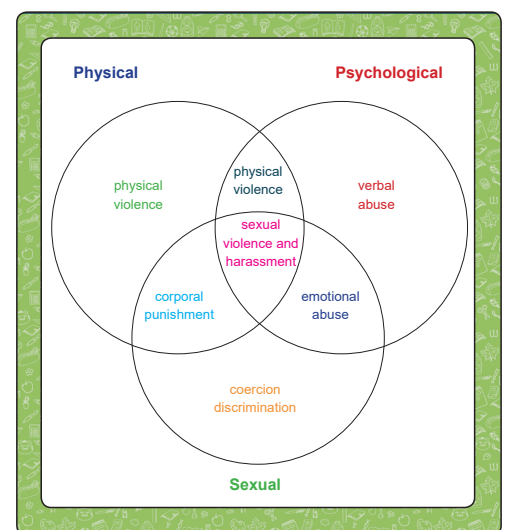 Physical
Psychological
physical
violence
physical
violence
verbal
abuse
sexual
violence and
harassment
corporal
punishment
emotional
abuse
coercion
discrimination
Sexual